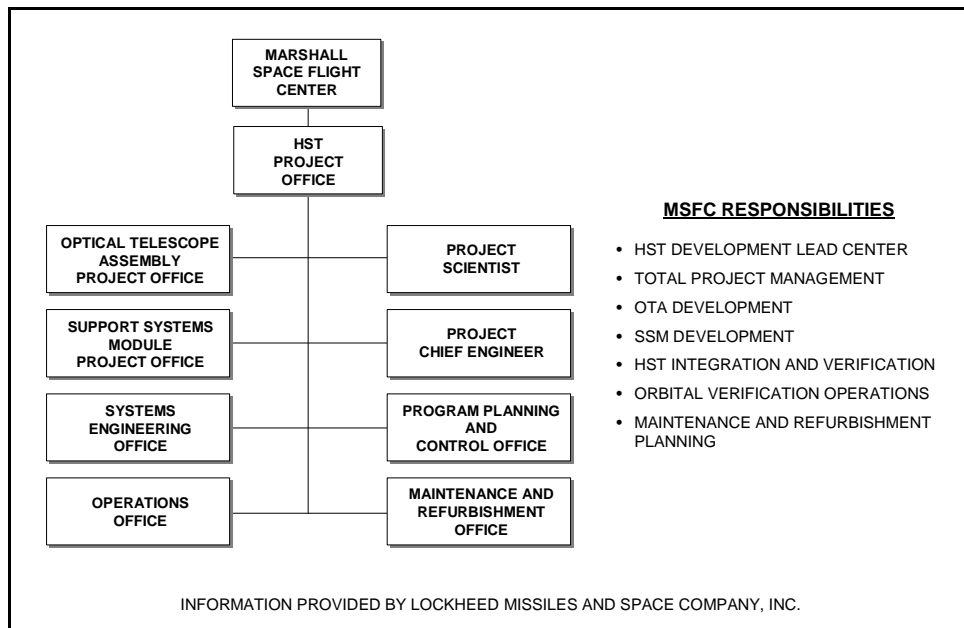 MARSHALL
SPACE FLIGHT
CENTER
HST
PROJECT
OFFICE
OPTICAL TELESCOPE
ASSEMBLY
PROJECT OFFICE
PROJECT
SCIENTIST
SUPPORT SYSTEMS
MODULE
PROJECT OFFICE
PROJECT
CHIEF ENGINEER
SYSTEMS
ENGINEERING
OFFICE
PROGRAM PLANNING
AND
CONTROL OFFICE
OPERATIONS
OFFICE
MAINTENANCE AND
REFURBISHMENT
OFFICE
MSFC RESPONSIBILITIES
• HST DEVELOPMENT LEAD CENTER
• TOTAL PROJECT MANAGEMENT
• OTA DEVELOPMENT
• SSM DEVELOPMENT
• HST INTEGRATION AND VERIFICATION
• ORBITAL VERIFICATION OPERATIONS
• MAINTENANCE AND REFURBISHMENT
PLANNING
INFORMATION PROVIDED BY LOCKHEED MISSILES AND SPACE COMPANY, INC.